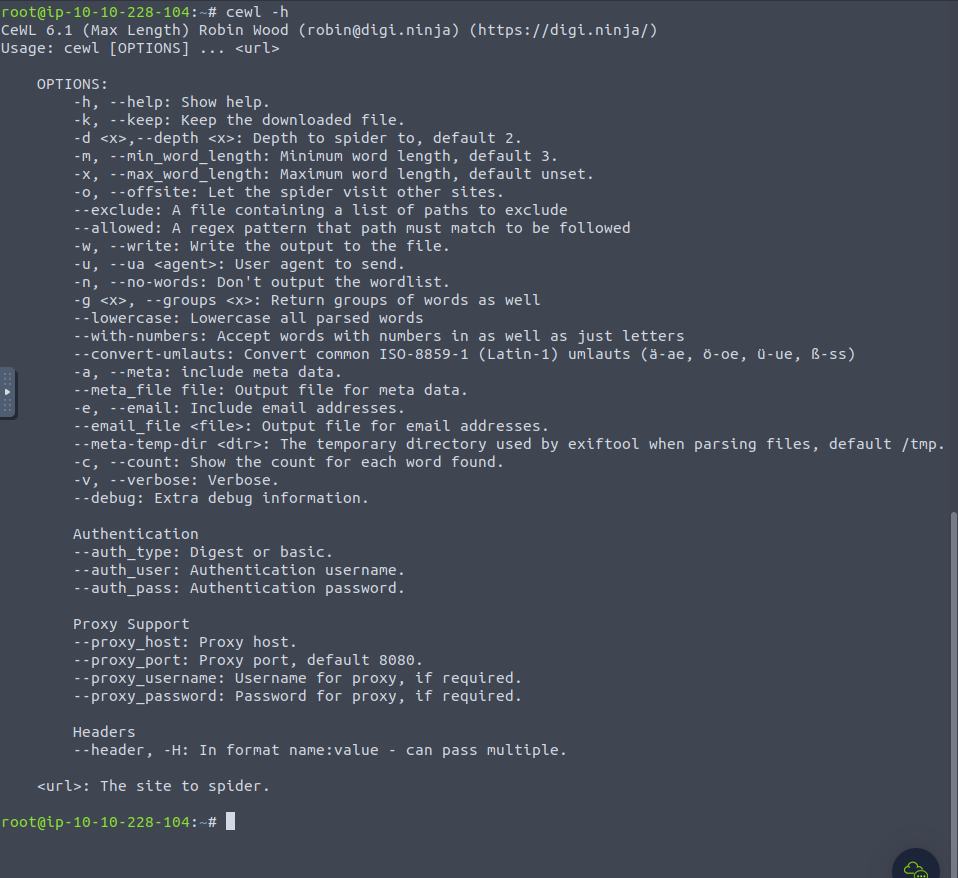 root@ip-10-10-228-104:~# cewl -h
CeWL 6.1 (Max Length) Robin Wood (robin@digi.ninja) (https://digi.ninja/)
Usage: cewl [OPTIONS] ... <url>

    OPTIONS:
        -h, --help: Show help.
        -k, --keep: Keep the downloaded file.
        -d <x>,--depth <x>: Depth to spider to, default 2.
        -m, --min_word_length: Minimum word length, default 3.
        -x, --max_word_length: Maximum word length, default unset.
        -o, --offsite: Let the spider visit other sites.
        --exclude: A file containing a list of paths to exclude
        --allowed: A regex pattern that path must match to be followed
        -w, --write: Write the output to the file.
        -u, --ua <agent>: User agent to send.
        -n, --no-words: Don't output the wordlist.
        -g <x>, --groups <x>: Return groups of words as well
        --lowercase: Lowercase all parsed words
        --with-numbers: Accept words with numbers in as well as just letters
        --convert-umlauts: Convert common ISO-8859-1 (Latin-1) umlauts (ä-ae, ö-oe, ü-ue, ß-ss)
        -a, --meta: include meta data.
        --meta_file file: Output file for meta data.
        -e, --email: Include email addresses.
        --email_file <file>: Output file for email addresses.
        --meta-temp-dir <dir>: The temporary directory used by exiftool when parsing files, default /tmp.
        -c, --count: Show the count for each word found.
        -v, --verbose: Verbose.
        --debug: Extra debug information.

        Authentication
        --auth_type: Digest or basic.
        --auth_user: Authentication username.
        --auth_pass: Authentication password.

        Proxy Support
        --proxy_host: Proxy host.
        --proxy_port: Proxy port, default 8080.
        --proxy_username: Username for proxy, if required.
        --proxy_password: Password for proxy, if required.

        Headers
        --header, -H: In format name:value - can pass multiple.

    <url>: The site to spider.

root@ip-10-10-228-104:~#